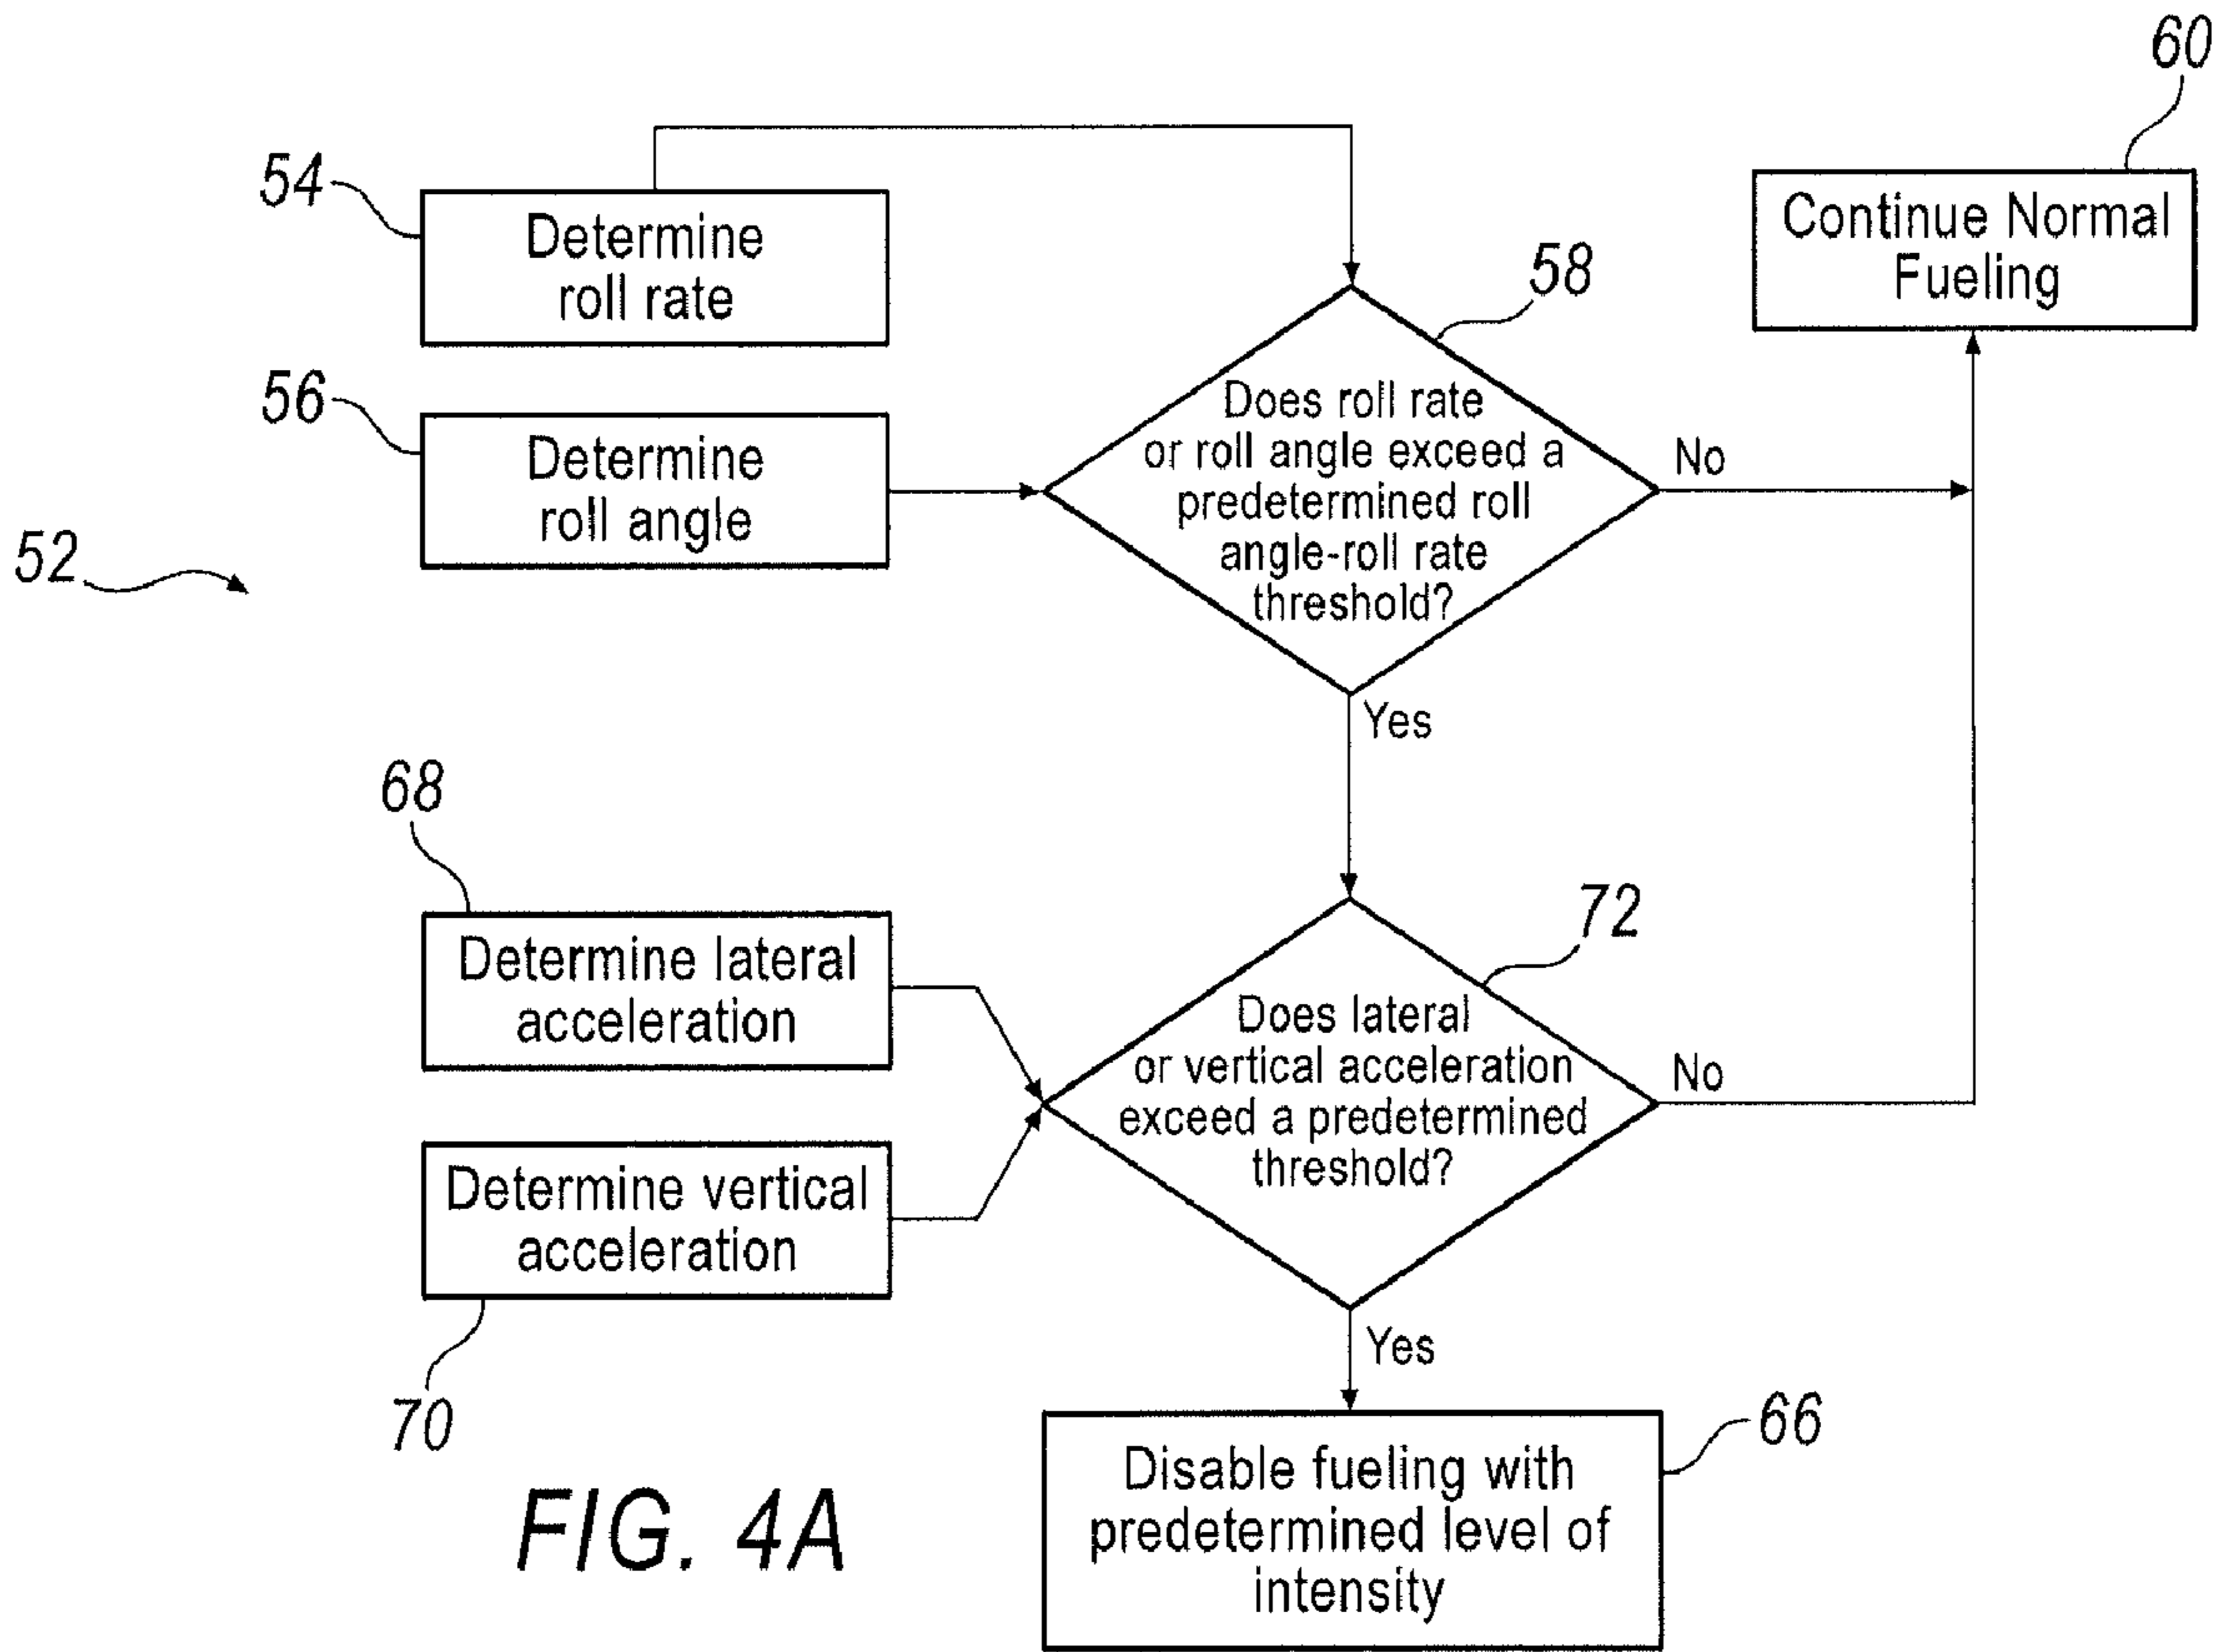 60
54
Determine
roll rate
Continue Normal
Fueling
58
56
Determine
roll angle
Does roll rate
or roll angle exceed a
predetermined roll
angle-roll rate
threshold?
No
52
Yes
68
72
Determine lateral
acceleration
Does lateral
or vertical acceleration
exceed a predetermined
threshold?
No
Determine vertical
acceleration
70
Yes
66
Disable fueling with
predetermined level of
intensity
FIG. 4A